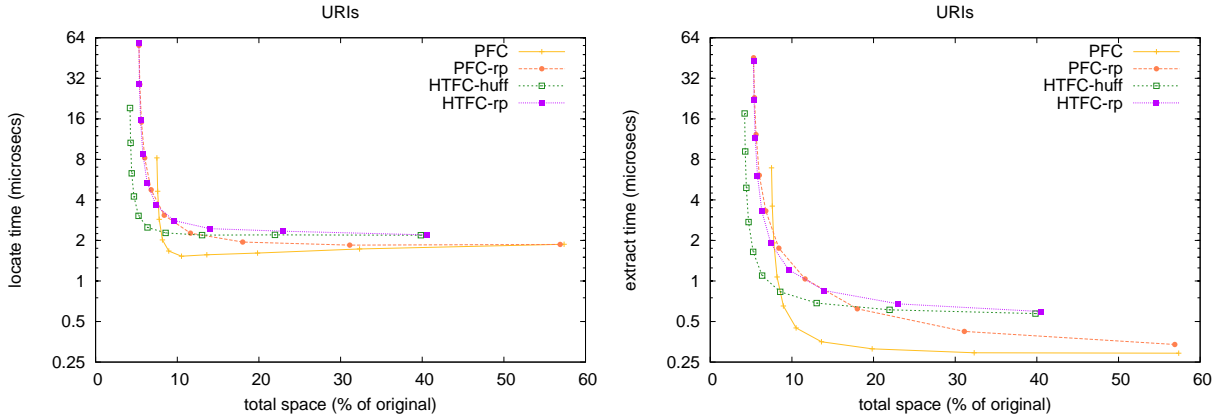 URIs
64
32
16
8
4
2
1
0.5
0.25
0 10 20 30 40 50 60
locate time (microsecs)
total space (% of original)
PFC
PFC-rp
HTFC-huff
HTFC-rp
URIs
64
32
16
8
4
2
1
0.5
0.25
0 10 20 30 40 50 60
extract time (microsecs)
total space (% of original)
PFC
PFC-rp
HTFC-huff
HTFC-rp